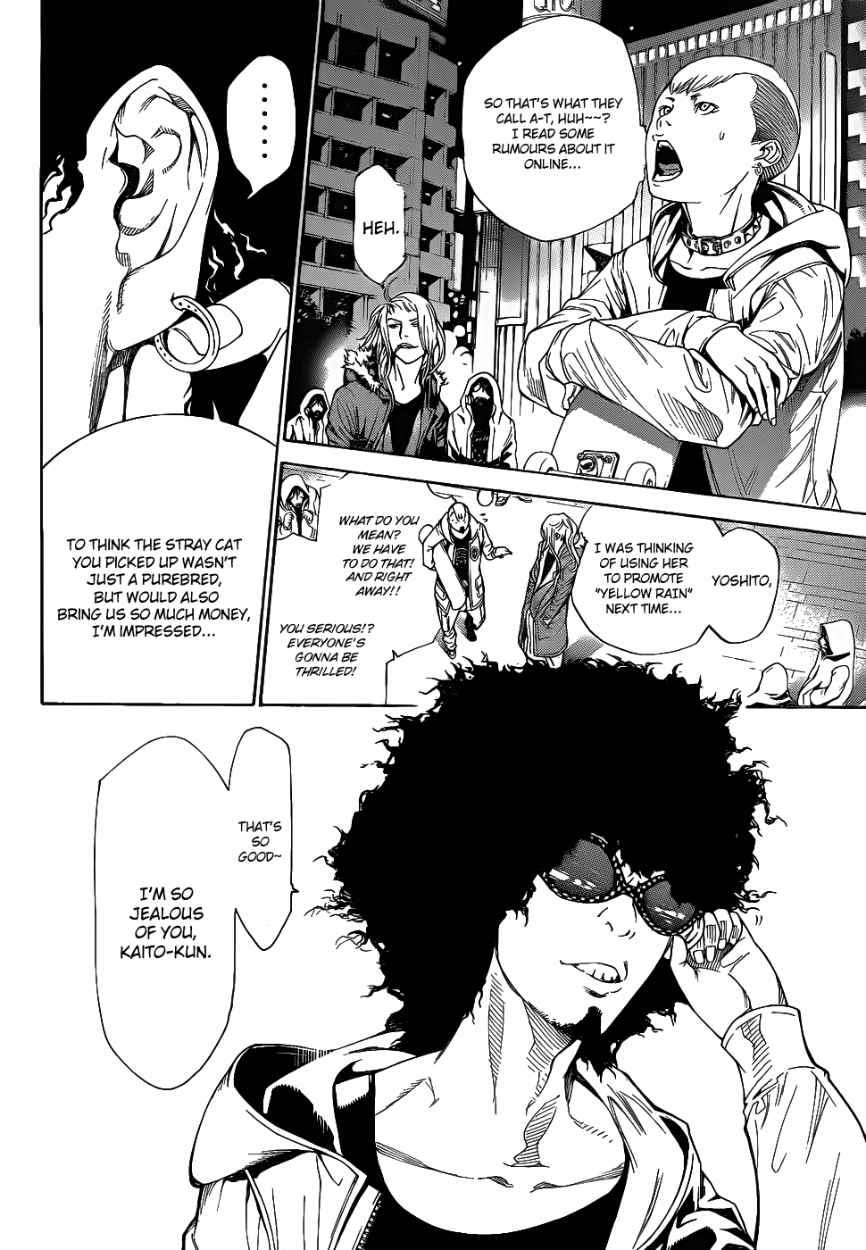 SO THAT'S WHAT THEY
CALL A-T, HUH~~?
I READ SOME
RUMOURS ABOUT IT
ONLINE...
HEH.
......
YOSHITO,
I WAS THINKING
OF USING HER
TO PROMOTE
"YELLOW RAIN"
NEXT TIME...
WHAT DO YOU
MEAN?
WE HAVE
TO DO THAT!
AND RIGHT
AWAY!!
YOU SERIOUS!?
EVERYONE'S
GONNA BE
THRILLED!
TO THINK THE STRAY CAT
YOU PICKED UP WASN'T
JUST A PUREBRED,
BUT WOULD ALSO
BRING US SO MUCH MONEY,
I'M IMPRESSED...
THAT'S
SO
GOOD~
I'M SO
JEALOUS
OF YOU,
KAITO-KUN.